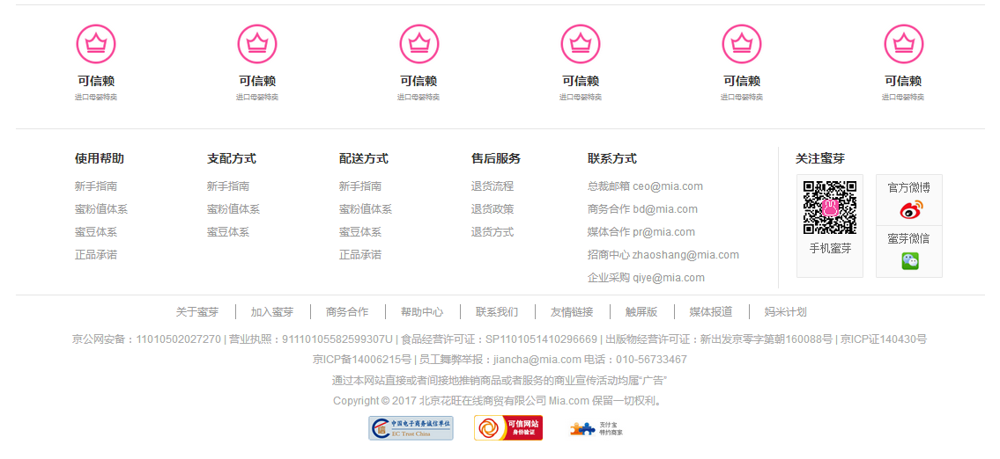 可信赖 可信赖 可信赖 可信赖 可信赖 可信赖
进口母婴特卖 进口母婴特卖 进口母婴特卖 进口母婴特卖 进口母婴特卖 进口母婴特卖
使用帮助
新手指南
蜜粉值体系
蜜豆体系
正品承诺
支配方式
新手指南
蜜粉值体系
蜜豆体系
配送方式
新手指南
蜜粉值体系
蜜豆体系
正品承诺
售后服务
退货流程
退货政策
退货方式
联系方式
总裁邮箱 ceo@mia.com
商务合作 bd@mia.com
媒体合作 pr@mia.com
招商中心 zhaoshang@mia.com
企业采购 qiye@mia.com
关注蜜芽
手机蜜芽
官方微博
蜜芽微信
关于蜜芽 | 加入蜜芽 | 商务合作 | 帮助中心 | 联系我们 | 友情链接 | 触屏版 | 媒体报道 | 妈米计划
京公网安备：11010502027270 | 营业执照：91110105582599307U | 食品经营许可证：SP1101051410296669 | 出版物经营许可证：新出发京零字第朝160088号 | 京ICP证140430号
京ICP备14006215号 | 员工舞弊举报：jiancha@mia.com 电话：010-56733467
通过本网站直接或者间接地推销商品或者服务的商业宣传活动均属“广告”
Copyright © 2017 北京花旺在线商贸有限公司 Mia.com 保留一切权利。
中国电子商务诚信单位
EC Trust China
可信网站
身份验证
支付宝
特约商家